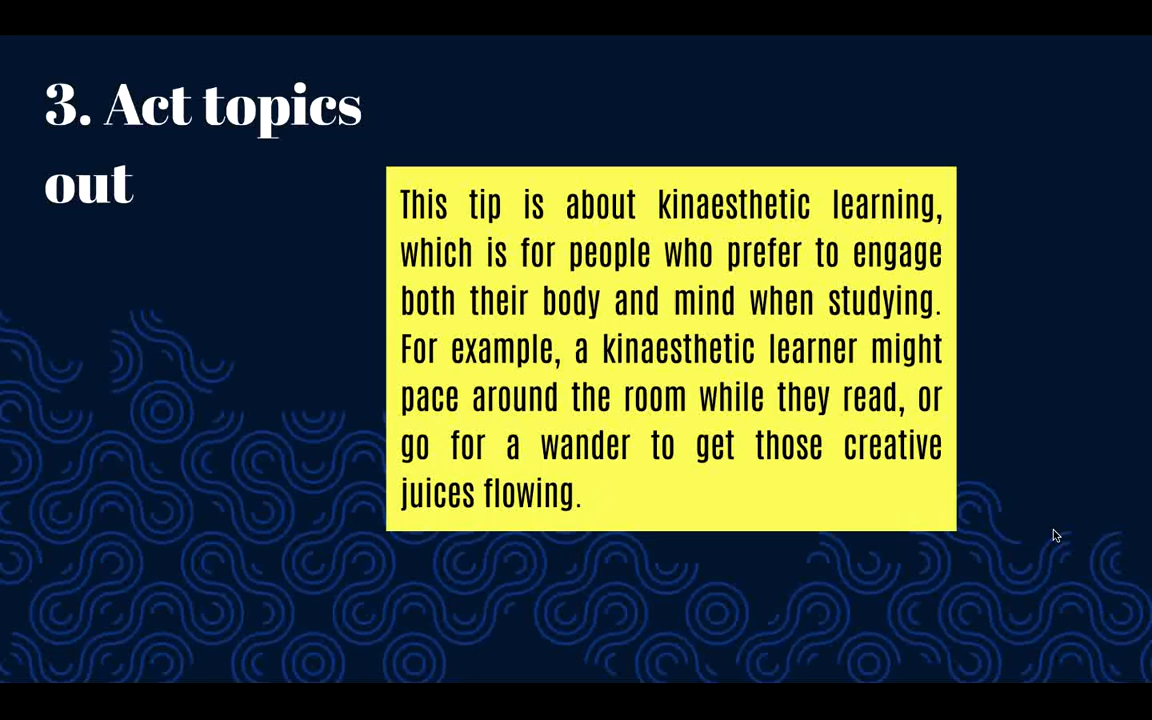 3. Act topics
out
This tip is about kinaesthetic learning,
which is for people who prefer to engage
both their body and mind when studying.
For example, a kinaesthetic learner might
pace around the room while they read, or
go for a wander to get those creative
juices flowing.